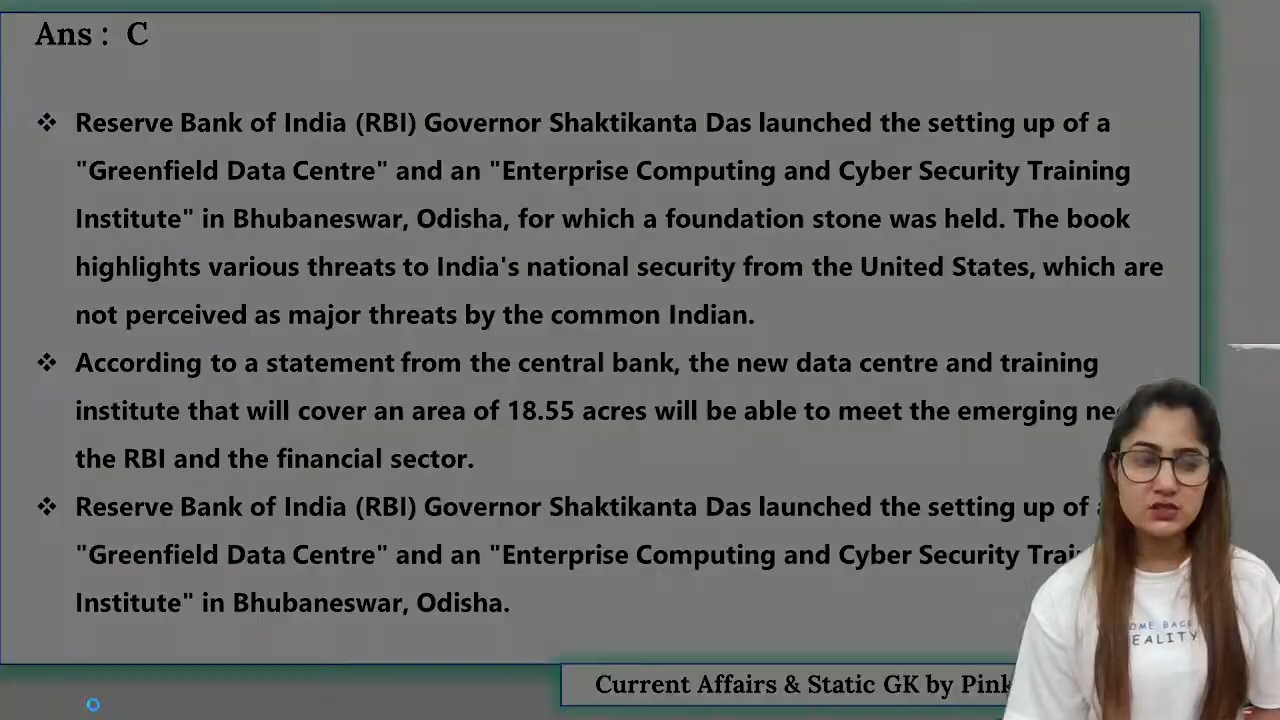 Ans : C
❖ Reserve Bank of India (RBI) Governor Shaktikanta Das launched the setting up of a
"Greenfield Data Centre" and an "Enterprise Computing and Cyber Security Training
Institute" in Bhubaneswar, Odisha, for which a foundation stone was held. The book
highlights various threats to India's national security from the United States, which are
not perceived as major threats by the common Indian.
❖ According to a statement from the central bank, the new data centre and training
institute that will cover an area of 18.55 acres will be able to meet the emerging
the RBI and the financial sector.
❖ Reserve Bank of India (RBI) Governor Shaktikanta Das launched the setting up of
"Greenfield Data Centre" and an "Enterprise Computing and Cyber Security
Institute" in Bhubaneswar, Odisha.
BACK
REALITY
Current Affairs & Static GK by